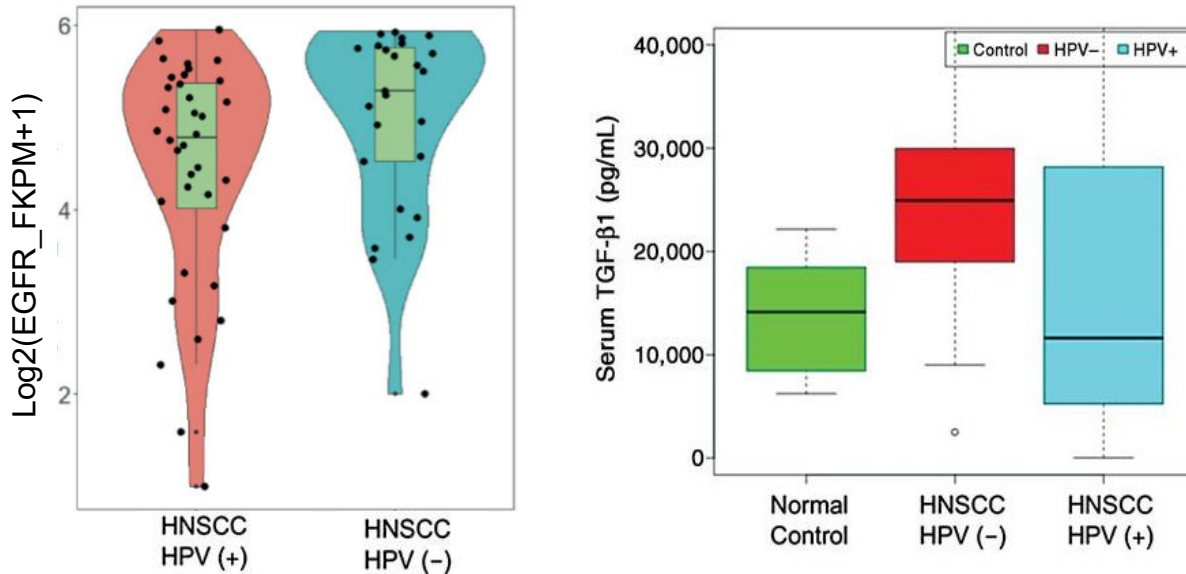 Log2(EGFR_FKPM+1)
6
4
2
HNSCC
HPV (+)
HNSCC
HPV (−)
Serum TGF-β1 (pg/mL)
40,000
30,000
20,000
10,000
0
Control HPV− HPV+
Normal
Control
HNSCC
HPV (−)
HNSCC
HPV (+)